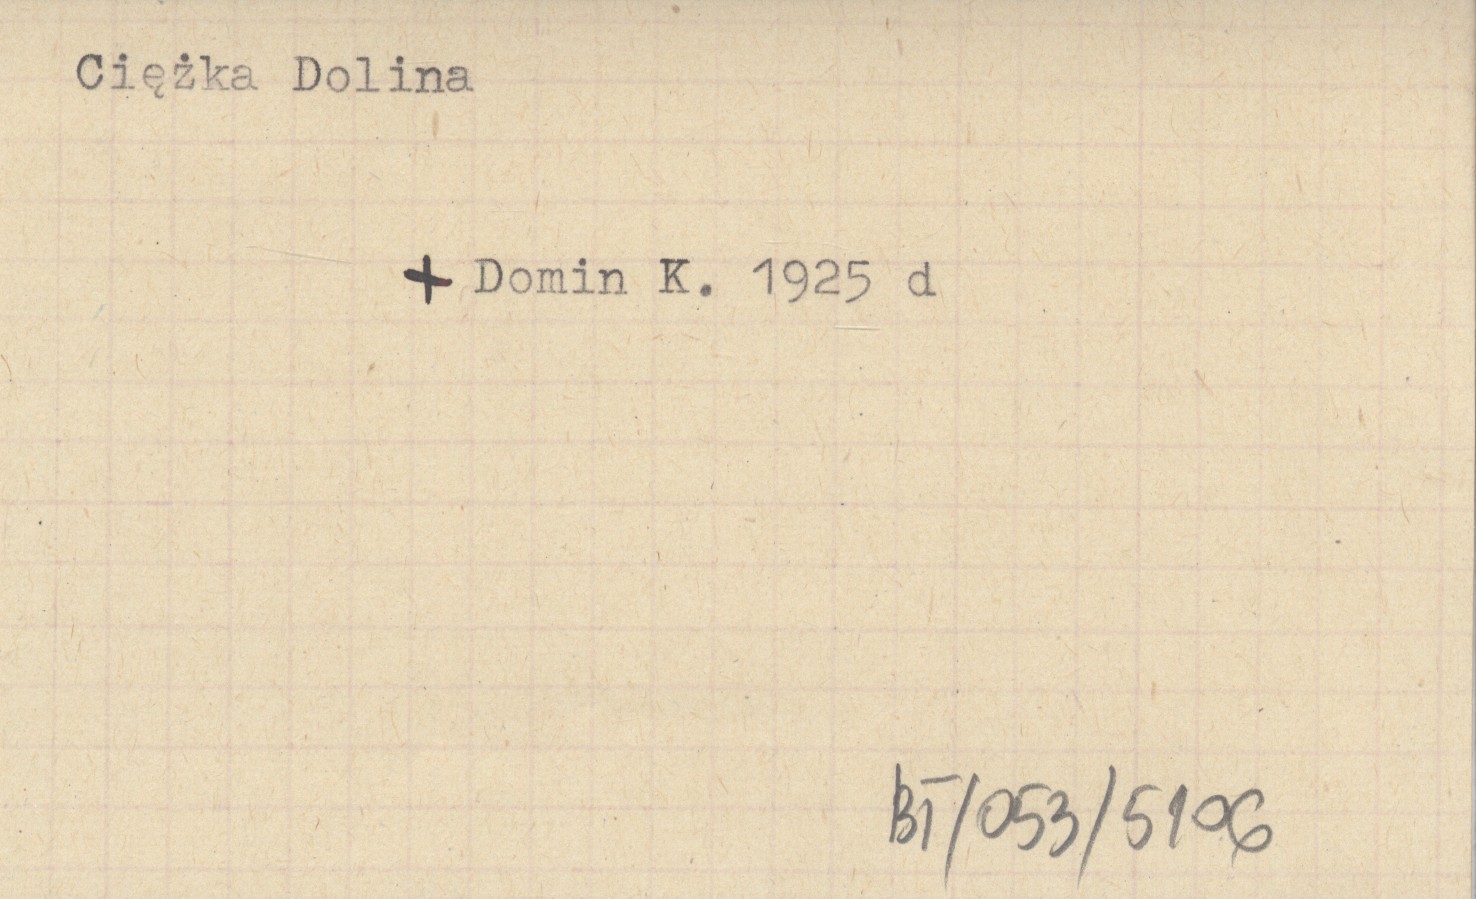 Ciężka Dolina
+ Domin K. 1925 d
BT/053/5106